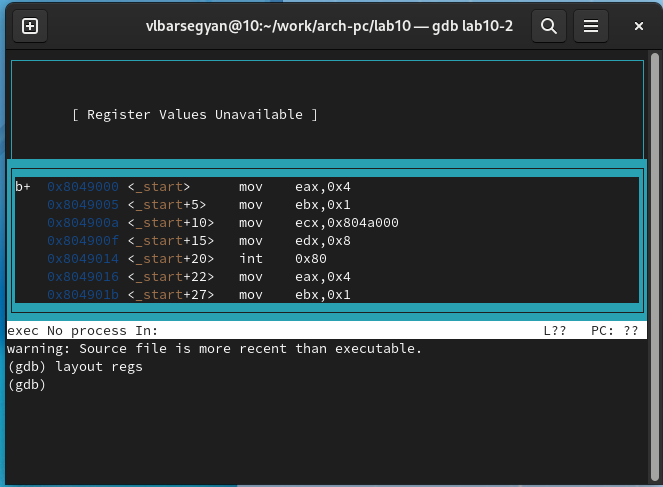 vlbarsegyan@10:~/work/arch-pc/lab10 — gdb lab10-2
[ Register Values Unavailable ]
b+ 0x8049000 <_start> mov eax,0x4
0x8049005 <_start+5> mov ebx,0x1
0x804900a <_start+10> mov ecx,0x804a000
0x804900f <_start+15> mov edx,0x8
0x8049014 <_start+20> int 0x80
0x8049016 <_start+22> mov eax,0x4
0x804901b <_start+27> mov ebx,0x1
exec No process In: L?? PC: ??
warning: Source file is more recent than executable.
(gdb) layout regs
(gdb)